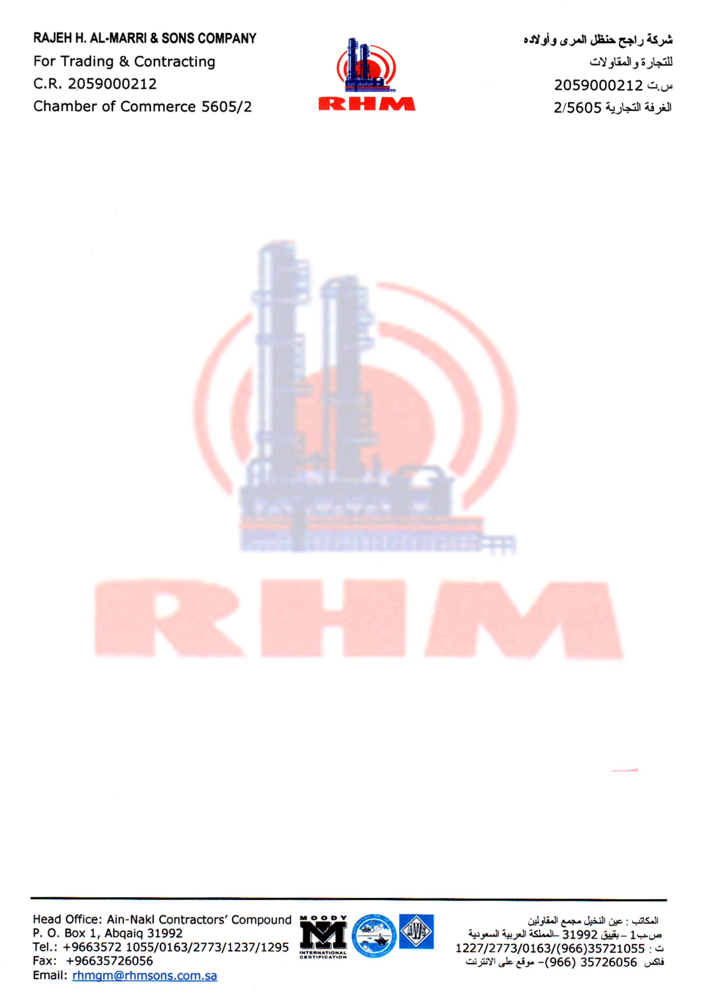 RAJEH H. AL-MARRI & SONS COMPANY
For Trading & Contracting
C.R. 2059000212
Chamber of Commerce 5605/2
RHM
شركة راجح حنظل المرى وأولاده
للتجارة والمقاولات
س.ت 2059000212
الغرفة التجارية 2/5605
RHM
Head Office: Ain-Nakl Contractors’ Compound
P. O. Box 1, Abqaiq 31992
Tel.: +9663572 1055/0163/2773/1237/1295
Fax: +96635726056
Email: rhmgm@rhmsons.com.sa
MOODY
M
INTERNATIONAL
CERTIFICATION
AWS
المكاتب : عين النخيل مجمع المقاولين
ص-ب1 – بقييق 31992 –المملكة العربية السعودية
ت : 1227/2773/0163/(966)35721055
فاكس 35726056 (966)– موقع على الانترنت